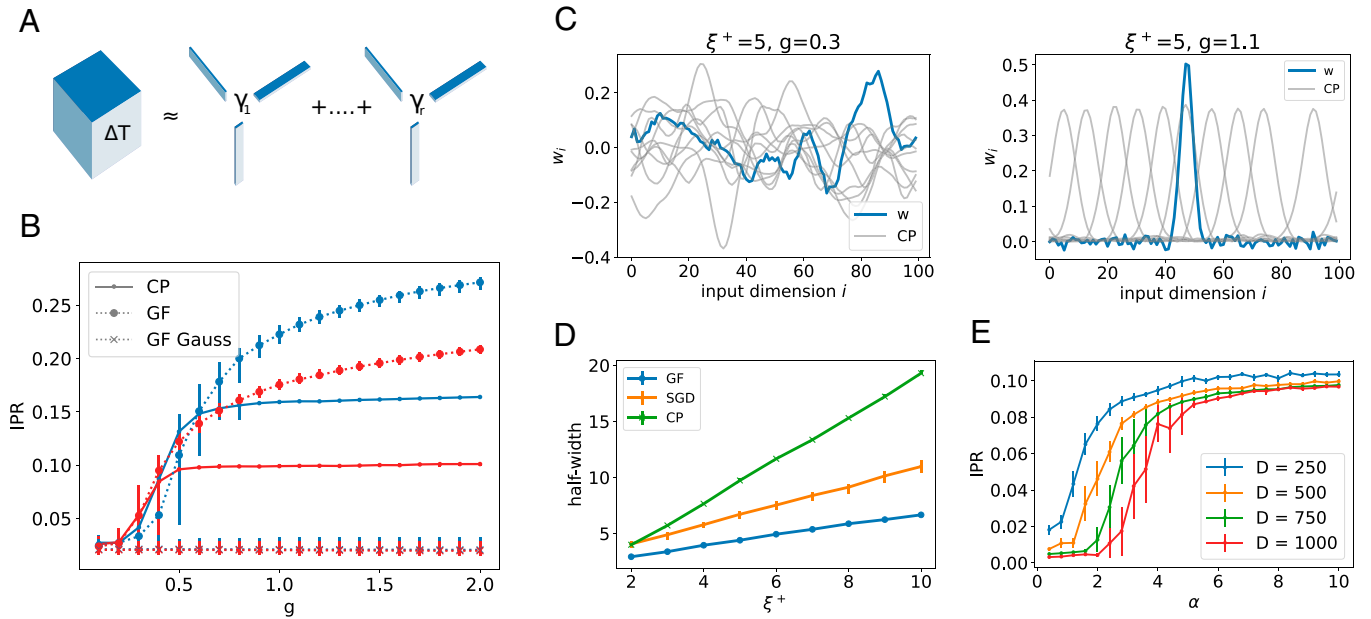 A
ΔT
≈
γ1
+....+
γr
B
IPR
0.25
0.20
0.15
0.10
0.05
CP
GF
GF Gauss
0.5
1.0
1.5
2.0
g
C
ξ⁺=5, g=0.3
wᵢ
0.2
0.0
−0.2
−0.4
w
CP
0
20
40
60
80
100
input dimension i
ξ⁺=5, g=1.1
wᵢ
0.5
0.4
0.3
0.2
0.1
0.0
w
CP
0
20
40
60
80
100
input dimension i
D
half-width
20
15
10
5
0
GF
SGD
CP
2
4
6
8
10
ξ⁺
E
IPR
0.10
0.08
0.06
0.04
0.02
0.00
D = 250
D = 500
D = 750
D = 1000
0
2
4
6
8
10
α